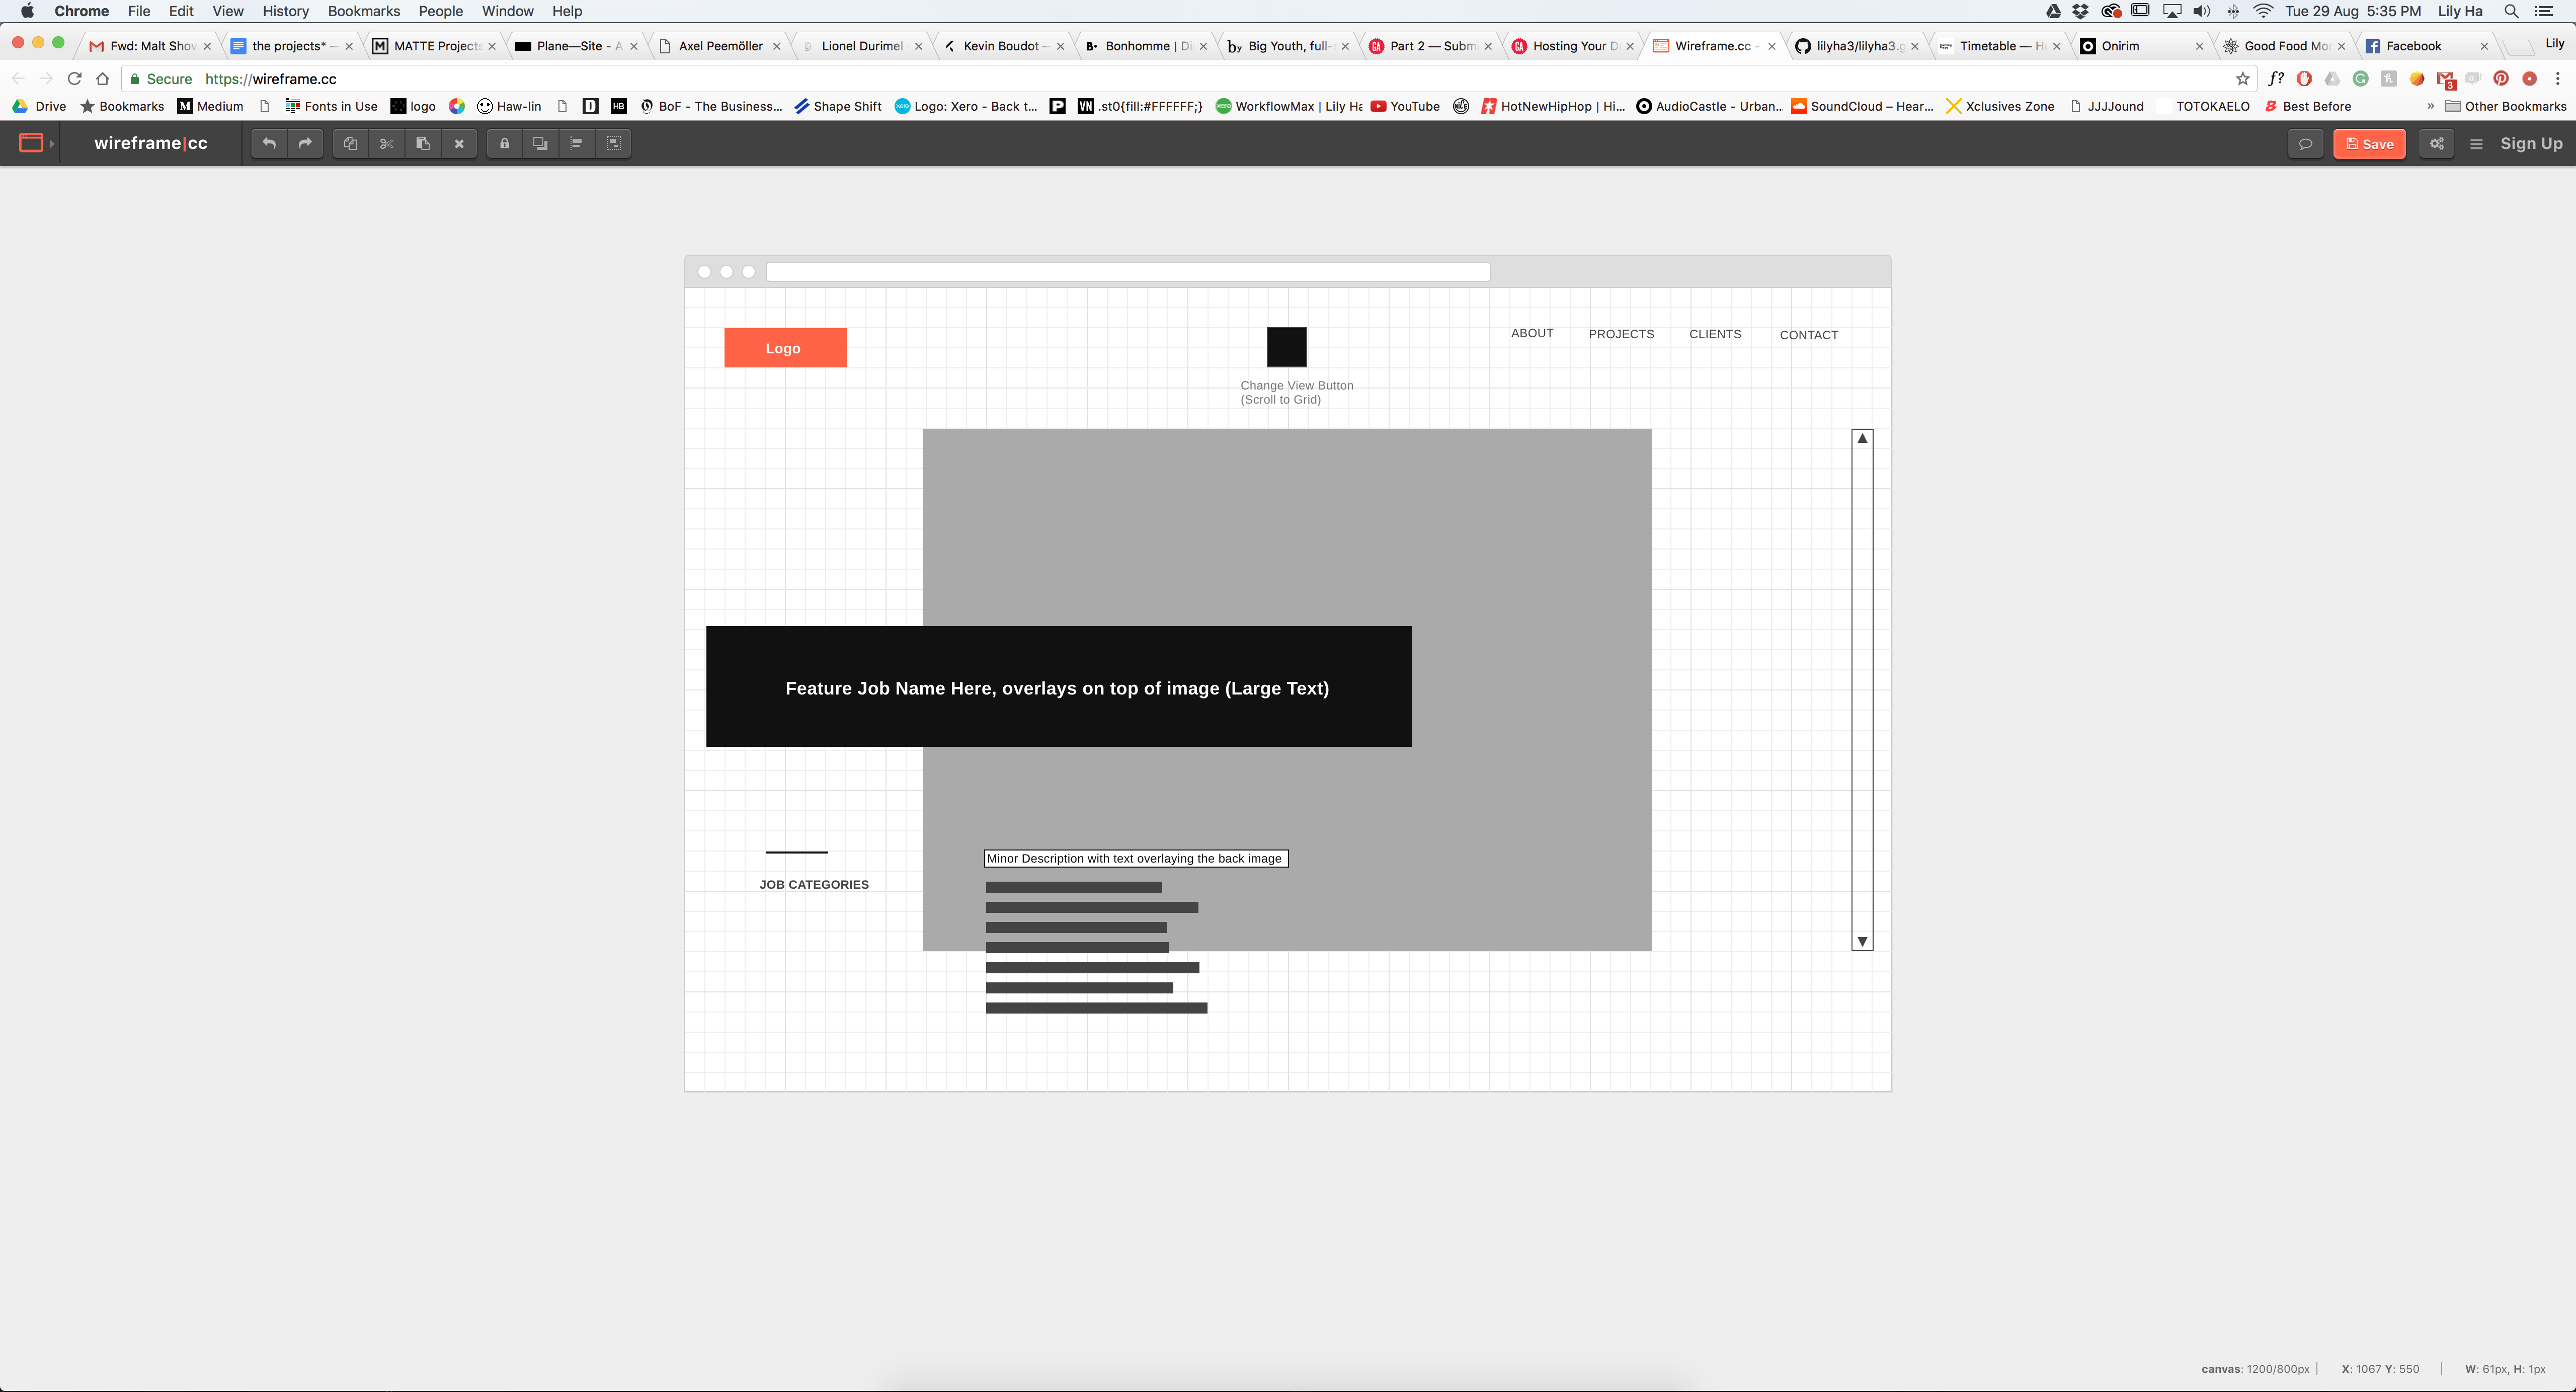 Chrome File Edit View History Bookmarks People Window Help Tue 29 Aug 5:35 PM Lily Ha
Fwd: Malt Shov the projects* — MATTE Projects Plane—Site - A Axel Peemöller Lionel Durimel Kevin Boudot — Bonhomme | Di Big Youth, full- Part 2 — Subm Hosting Your D Wireframe.cc - lilyha3/lilyha3.g Timetable — H Onirim Good Food Mor Facebook Lily
Secure https://wireframe.cc
Drive Bookmarks Medium Fonts in Use logo Haw-lin BoF - The Business... Shape Shift Logo: Xero - Back t... .st0{fill:#FFFFFF;} WorkflowMax | Lily Ha YouTube HotNewHipHop | Hi... AudioCastle - Urban... SoundCloud – Hear... Xclusives Zone JJJJound TOTOKAELO Best Before » Other Bookmarks
wireframe|cc Save Sign Up
Logo
ABOUT PROJECTS CLIENTS CONTACT
Change View Button
(Scroll to Grid)
Feature Job Name Here, overlays on top of image (Large Text)
Minor Description with text overlaying the back image
JOB CATEGORIES
canvas: 1200/800px | X: 1067 Y: 550 | W: 61px, H: 1px